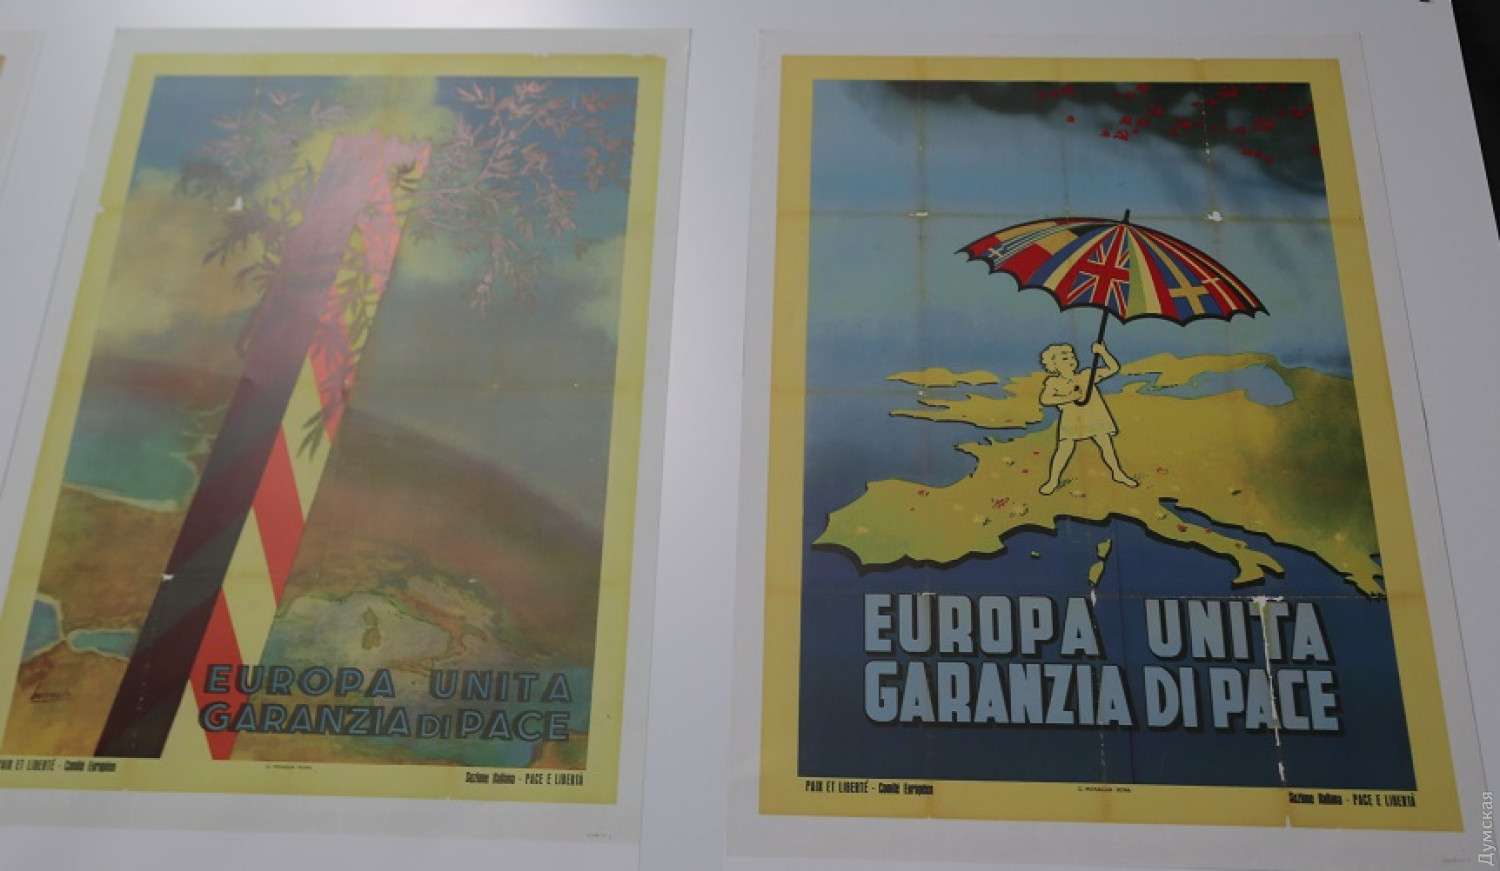 EUROPA UNITA
GARANZIA DI PACE
PAIX ET LIBERTÉ - Comité Européen
Sezione Italiana - PACE E LIBERTÀ
EUROPA UNITA
GARANZIA DI PACE
PAIX ET LIBERTÉ - Comité Européen
Sezione Italiana - PACE E LIBERTÀ
Думская